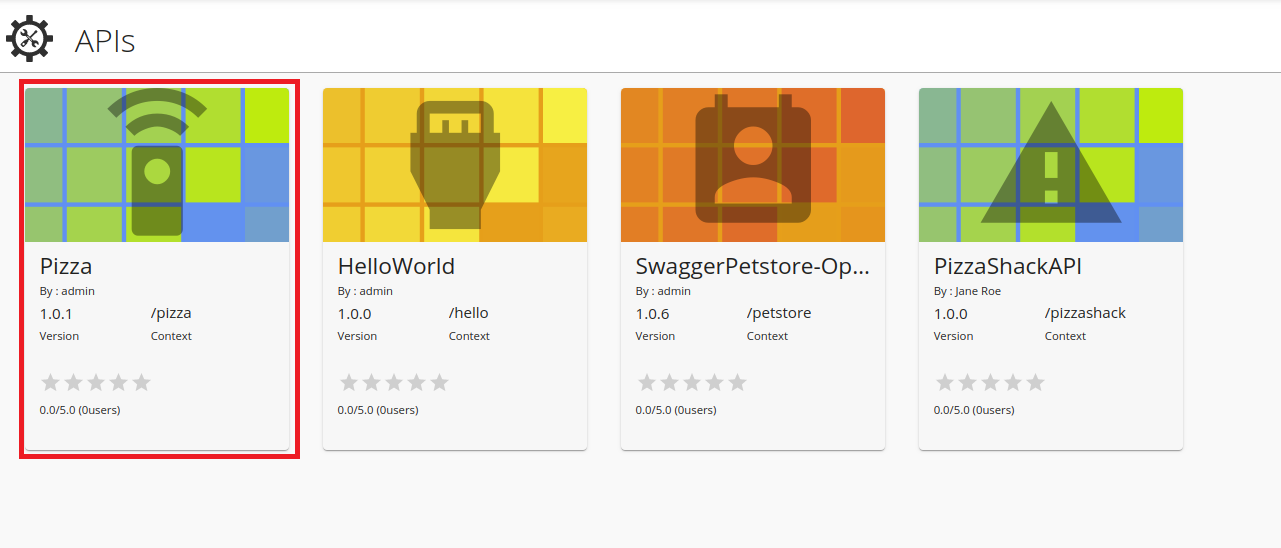 APIs
Pizza
By : admin
1.0.1 /pizza
Version Context
0.0/5.0 (0users)
HelloWorld
By : admin
1.0.0 /hello
Version Context
0.0/5.0 (0users)
SwaggerPetstore-Op...
By : admin
1.0.6 /petstore
Version Context
0.0/5.0 (0users)
PizzaShackAPI
By : Jane Roe
1.0.0 /pizzashack
Version Context
0.0/5.0 (0users)